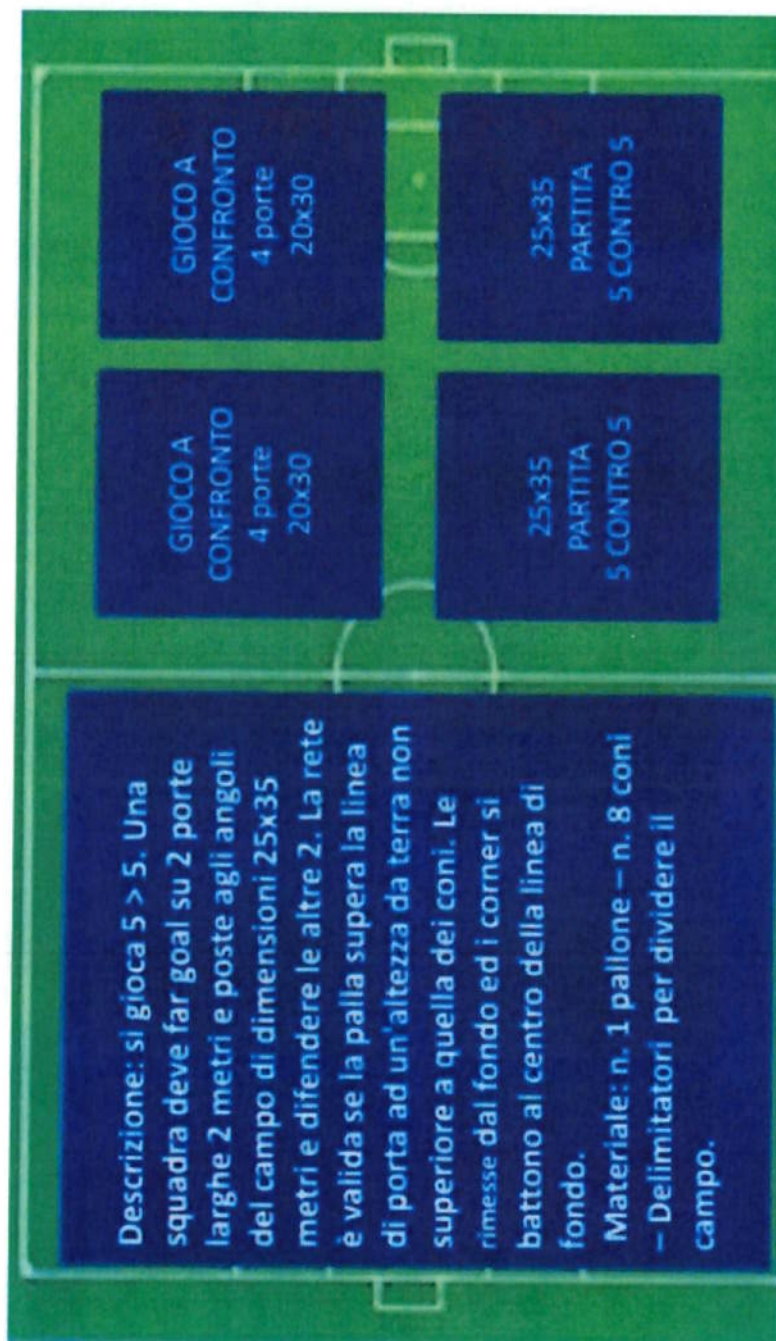 Descrizione: si gioca 5 > 5. Una
squadra deve far goal su 2 porte
larghe 2 metri e poste agli angoli
del campo di dimensioni 25x35
metri e difendere le altre 2. La rete
è valida se la palla supera la linea
di porta ad un'altezza da terra non
superiore a quella dei coni. Le
rimesse dal fondo ed i corner si
battono al centro della linea di
fondo.
Materiale: n. 1 pallone – n. 8 coni
– Delimitatori per dividere il
campo.
GIOCO A
CONFRONTO
4 porte
20x30
GIOCO A
CONFRONTO
4 porte
20x30
25x35
PARTITA
5 CONTRO 5
25x35
PARTITA
5 CONTRO 5